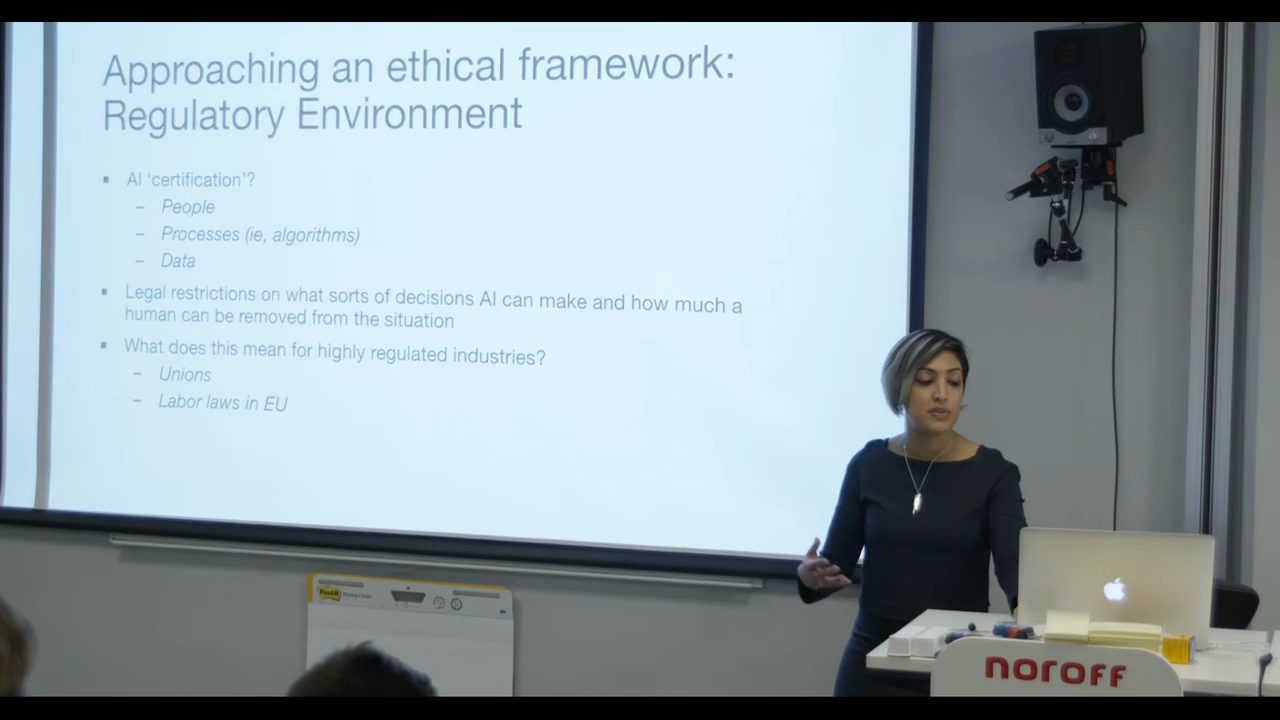 Approaching an ethical framework:
Regulatory Environment
▪ AI ‘certification’?
– People
– Processes (ie, algorithms)
– Data
▪ Legal restrictions on what sorts of decisions AI can make and how much a
human can be removed from the situation
▪ What does this mean for highly regulated industries?
– Unions
– Labor laws in EU
Post-it
noroff